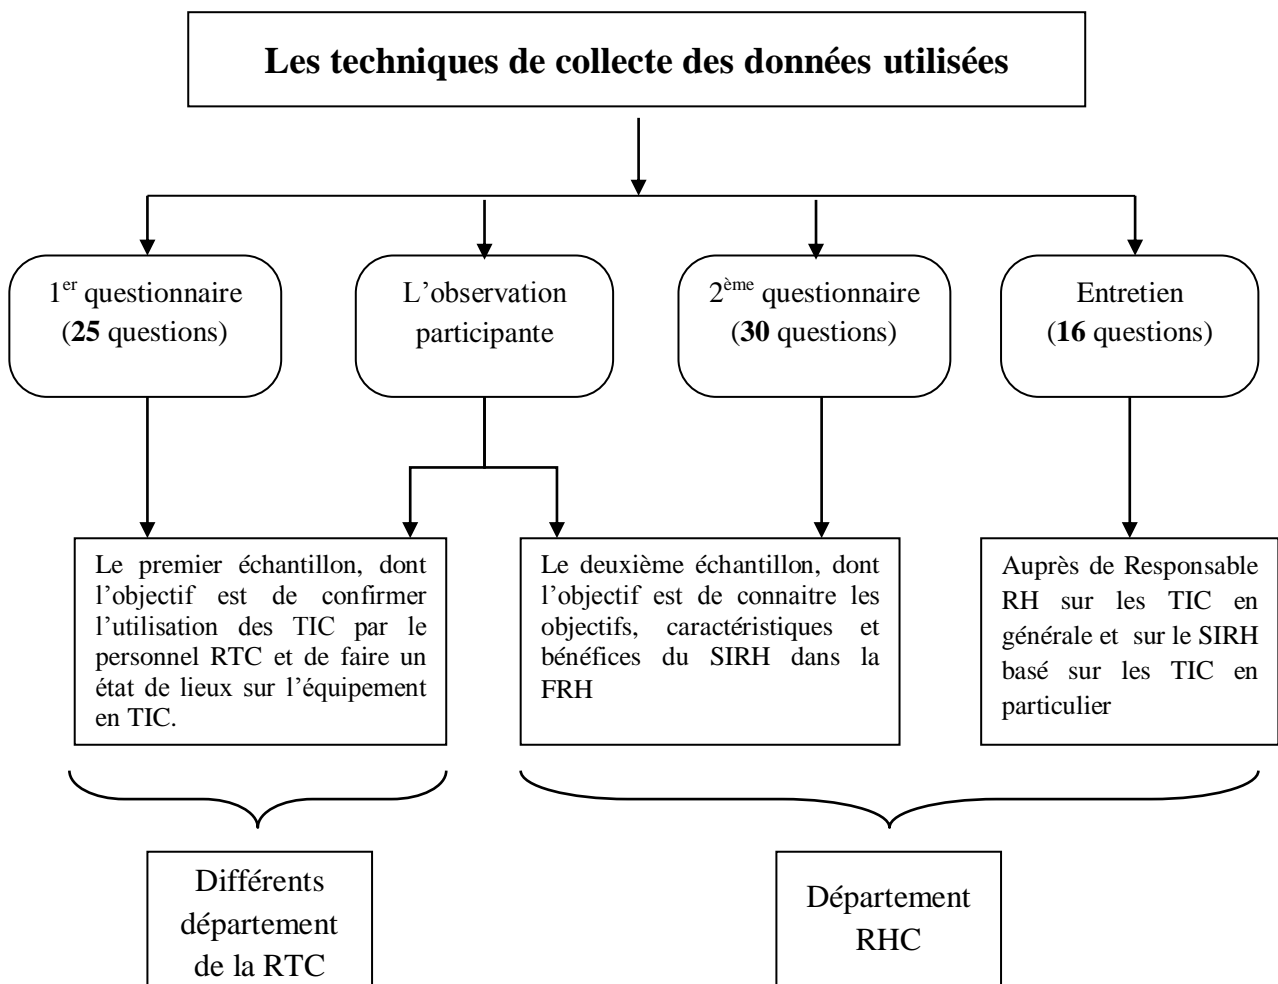 Les techniques de collecte des données utilisées
1er questionnaire
(25 questions)
L’observation
participante
2ème questionnaire
(30 questions)
Entretien
(16 questions)
Le premier échantillon, dont
l’objectif est de confirmer
l’utilisation des TIC par le
personnel RTC et de faire un
état de lieux sur l’équipement
en TIC.
Le deuxième échantillon, dont
l’objectif est de connaitre les
objectifs, caractéristiques et
bénéfices du SIRH dans la
FRH
Auprès de Responsable
RH sur les TIC en
générale et sur le SIRH
basé sur les TIC en
particulier
Différents
département
de la RTC
Département
RHC